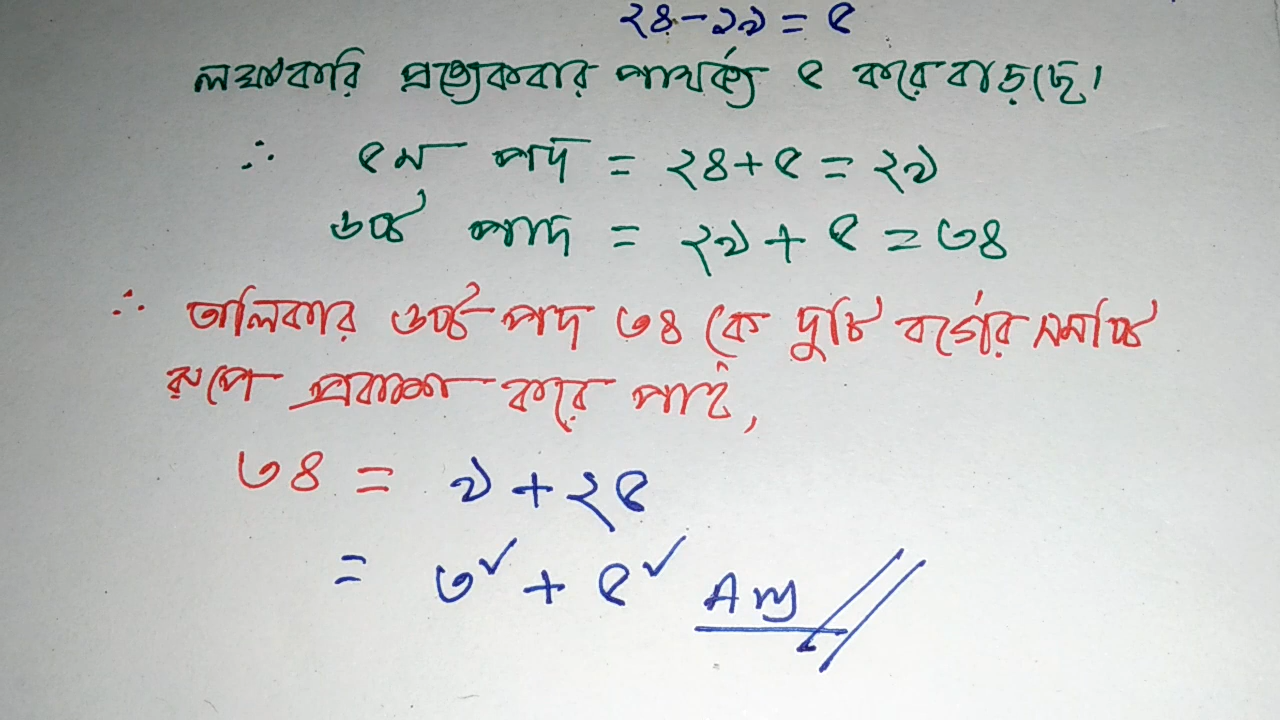 ২৪-১৯ = ৫
লক্ষকরি প্রত্যেকবার পার্থক্য ৫ করে বাড়ছে।
∴ ৫ম পদ = ২৪+৫ = ২৯
৬ষ্ঠ পদ = ২৯ + ৫ = ৩৪
∴ তালিকার ৬ষ্ঠ পদ ৩৪ কে দুটি বর্গের সমষ্টি
রুপে প্রকাশ করে পাই,
৩৪ = ৯ + ২৫
= ৩² + ৫² Ans